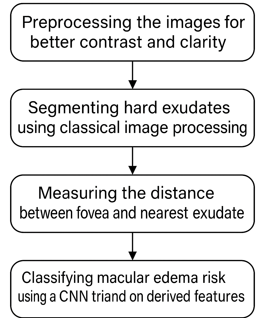 Preprocessing the images for
better contrast and clarity
Segmenting hard exudates
using classical image processing
Measuring the distance
between fovea and nearest exudate
Classifying macular edema risk
using a CNN triand on derived features